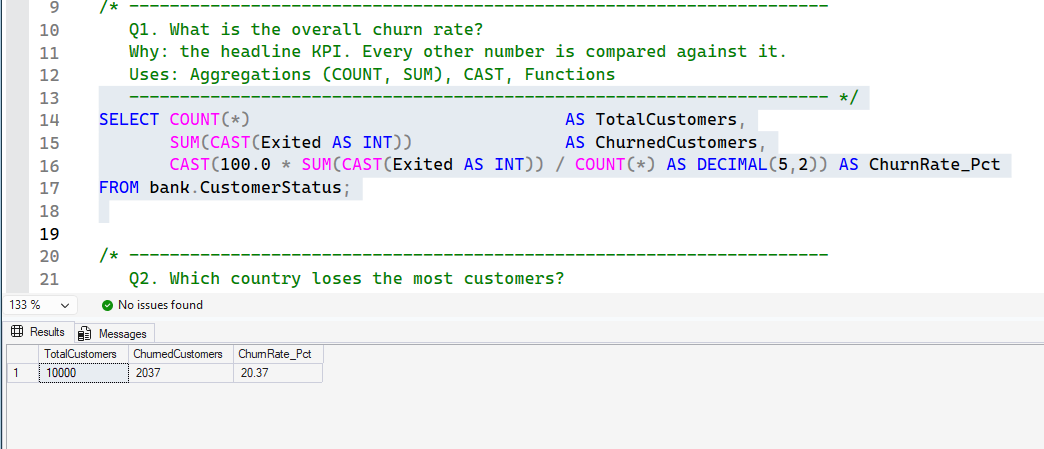 9 /* ---------------------------------------------------------------------
10 Q1. What is the overall churn rate?
11 Why: the headline KPI. Every other number is compared against it.
12 Uses: Aggregations (COUNT, SUM), CAST, Functions
13 --------------------------------------------------------------------- */
14 SELECT COUNT(*) AS TotalCustomers,
15 SUM(CAST(Exited AS INT)) AS ChurnedCustomers,
16 CAST(100.0 * SUM(CAST(Exited AS INT)) / COUNT(*) AS DECIMAL(5,2)) AS ChurnRate_Pct
17 FROM bank.CustomerStatus;
18
19
20 /* ---------------------------------------------------------------------
21 Q2. Which country loses the most customers?
133 % No issues found
Results Messages
TotalCustomers ChurnedCustomers ChurnRate_Pct
1 10000 2037 20.37